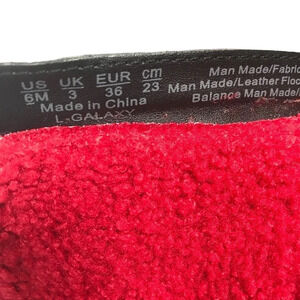 US UK EUR cm Man Made/Fabric
6M 3 36 23 Man Made/Leather Floc
Made in China Balance Man Made/
L-GALAXY